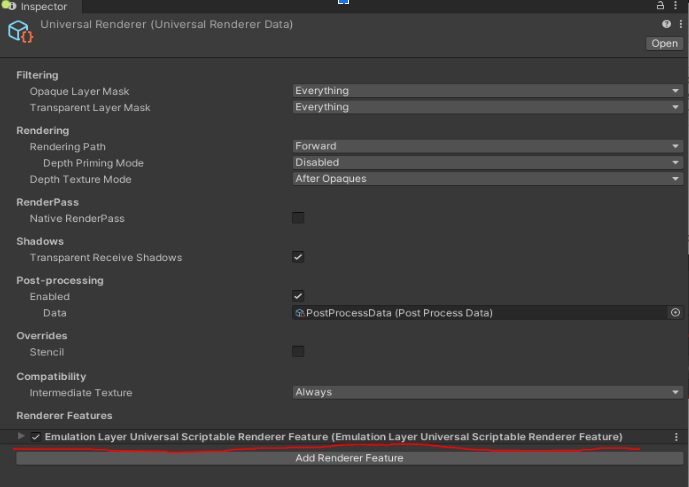 Inspector
Universal Renderer (Universal Renderer Data)
Open
Filtering
Opaque Layer Mask Everything
Transparent Layer Mask Everything
Rendering
Rendering Path Forward
Depth Priming Mode Disabled
Depth Texture Mode After Opaques
RenderPass
Native RenderPass
Shadows
Transparent Receive Shadows
Post-processing
Enabled
Data PostProcessData (Post Process Data)
Overrides
Stencil
Compatibility
Intermediate Texture Always
Renderer Features
Emulation Layer Universal Scriptable Renderer Feature (Emulation Layer Universal Scriptable Renderer Feature)
Add Renderer Feature